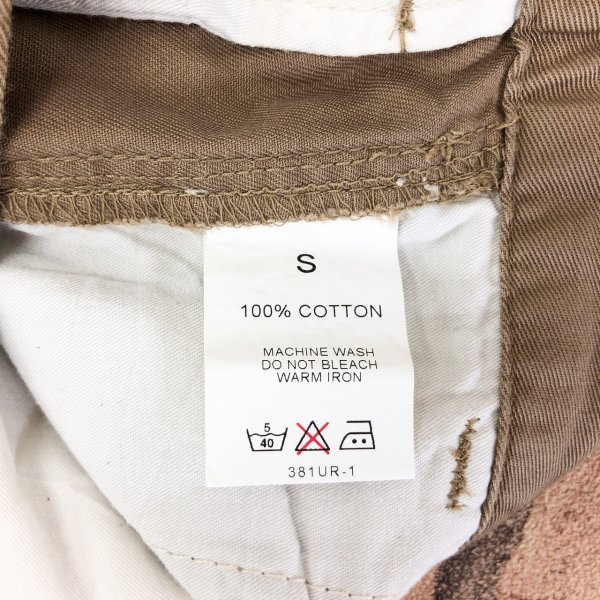 S
100% COTTON
MACHINE WASH
DO NOT BLEACH
WARM IRON
5
40
381UR-1